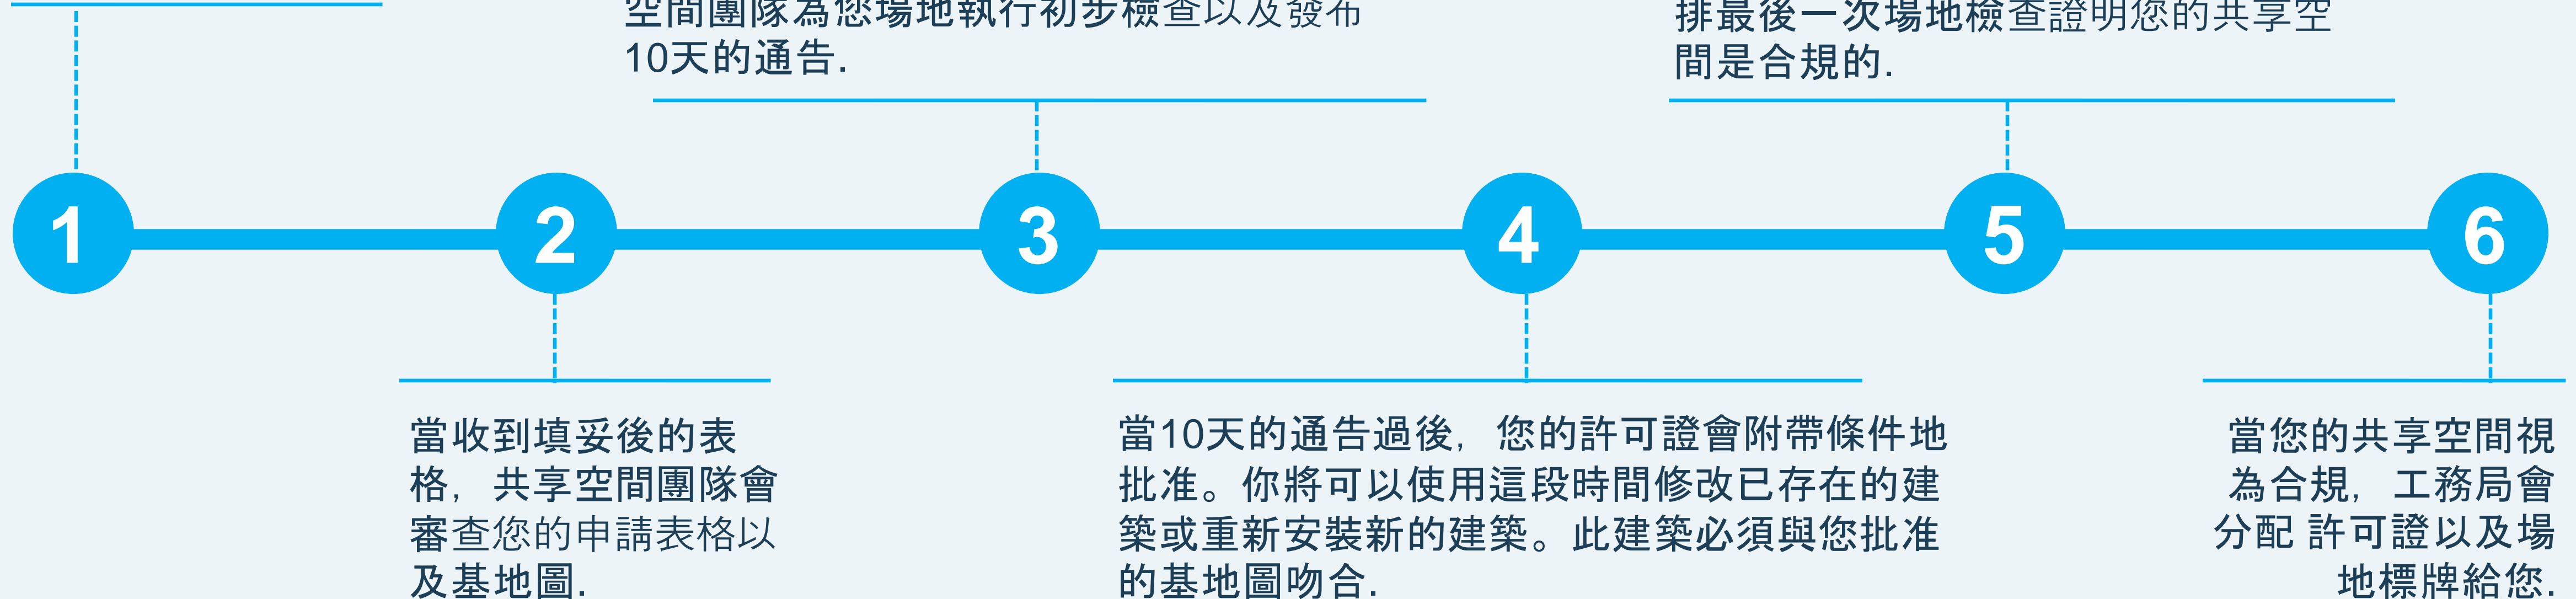 空間團隊為您場地執行初步檢查以及發布
10天的通告.
排最後一次場地檢查證明您的共享空
間是合規的.
1
2
3
4
5
6
當收到填妥後的表
格，共享空間團隊會
審查您的申請表格以
及基地圖.
當10天的通告過後，您的許可證會附帶條件地
批准。你將可以使用這段時間修改已存在的建
築或重新安裝新的建築。此建築必須與您批准
的基地圖吻合.
當您的共享空間視
為合規，工務局會
分配 許可證以及場
地標牌給您.